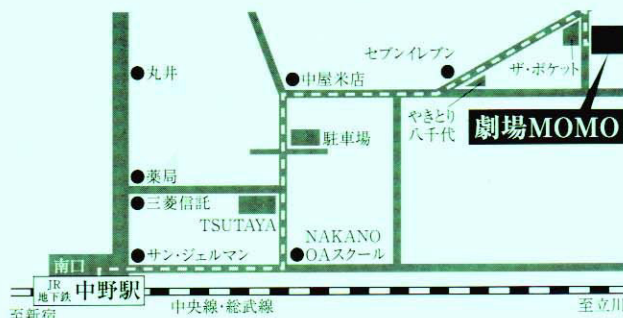 セブンイレブン
ザ・ポケット
●丸井
●中屋米店
やきとり
八千代
劇場MOMO
駐車場
●薬局
●三菱信託
TSUTAYA
●サン・ジェルマン
NAKANO
OAスクール
南口
JR
地下鉄
中野駅
至新宿
中央線・総武線
至立川